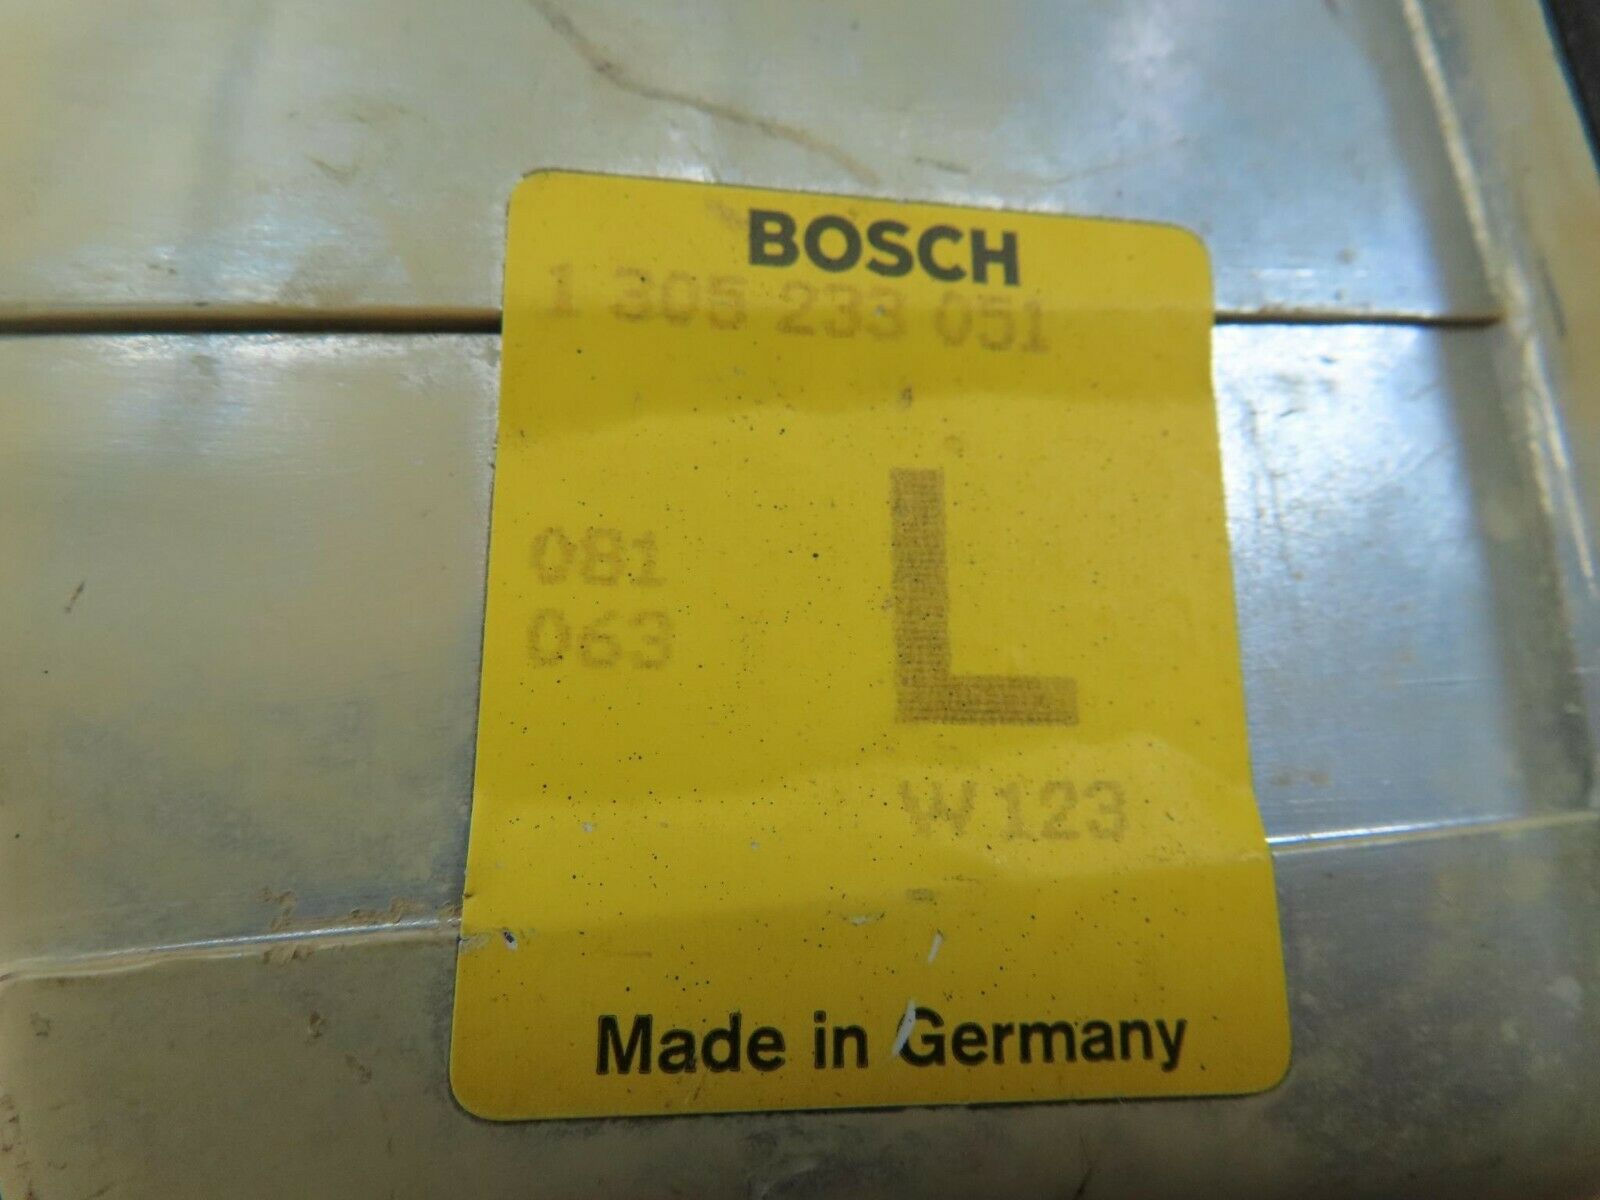 BOSCH
1 305 233 051
081
063
L
W123
Made in Germany